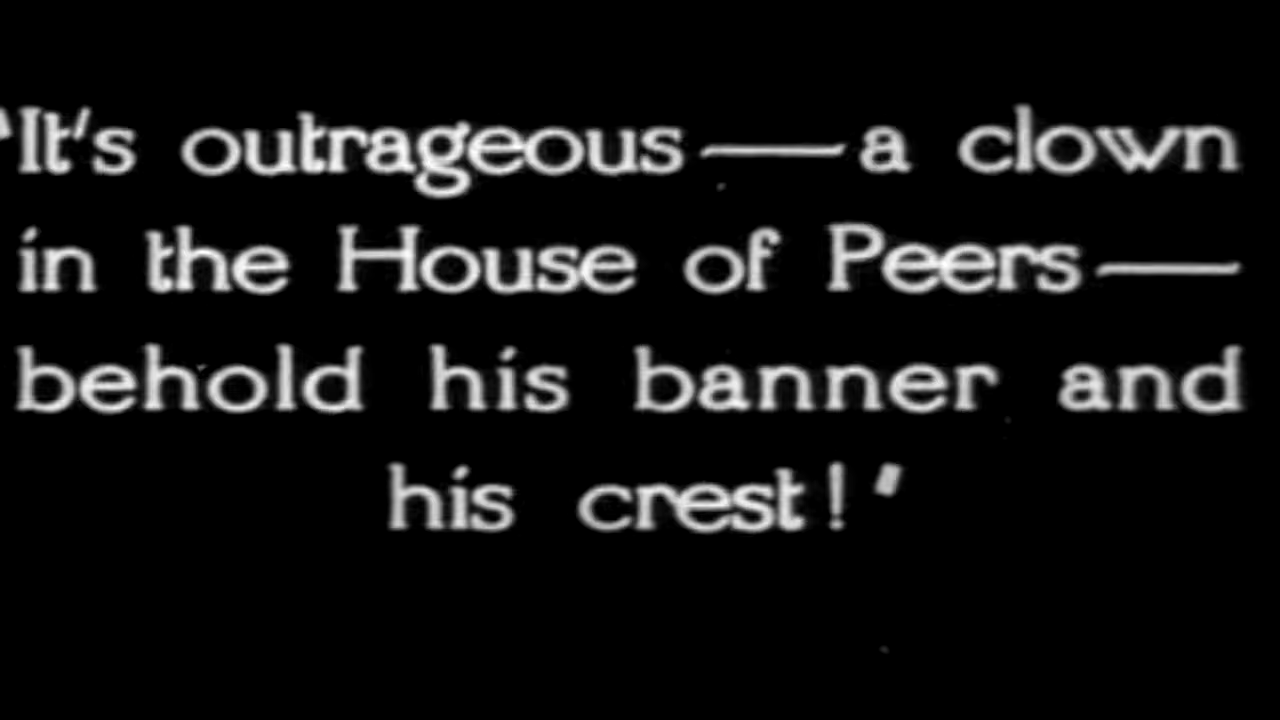 "It's outrageous—a clown
in the House of Peers—
behold his banner and
his crest!"